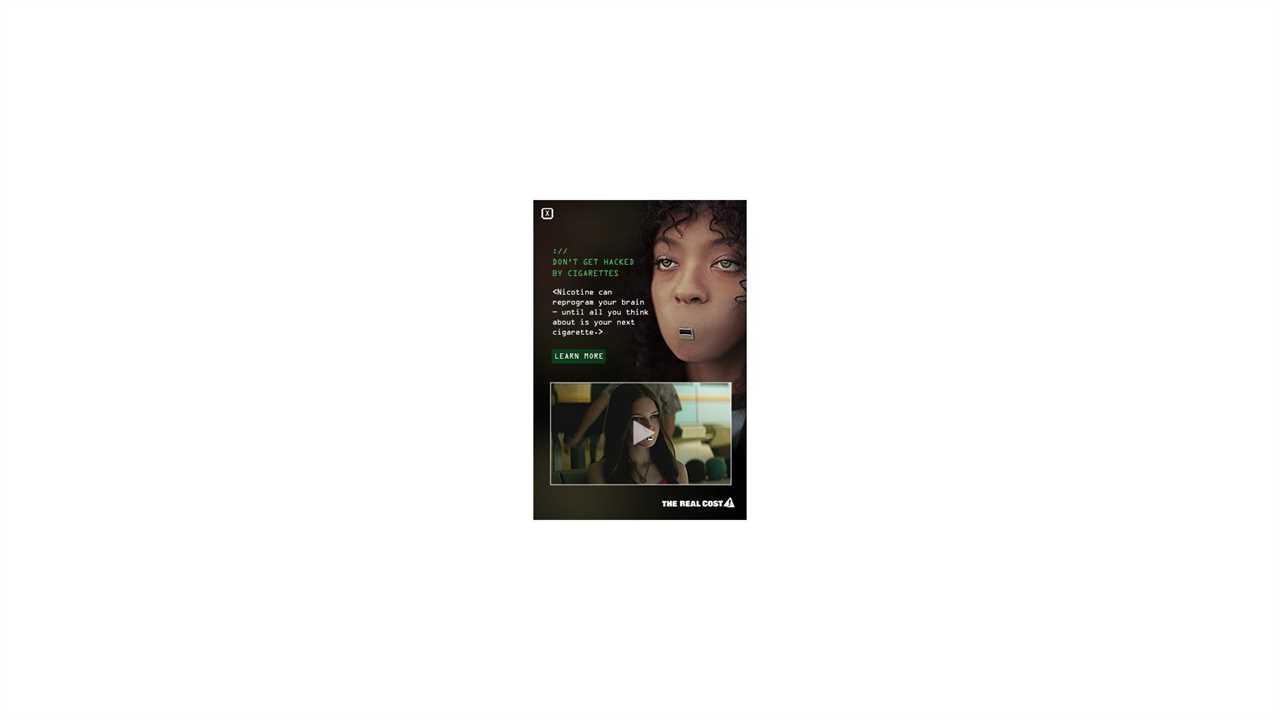 X
://
DON'T GET HACKED
BY CIGARETTES
<Nicotine can
reprogram your brain
– until all you think
about is your next
cigarette.>
LEARN MORE
THE REAL COST